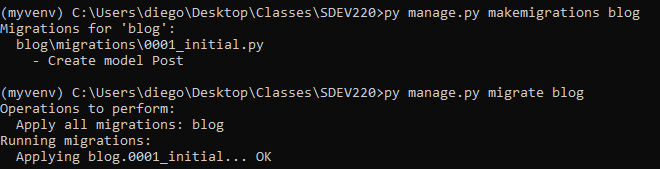 (myvenv) C:\Users\diego\Desktop\Classes\SDEV220>py manage.py makemigrations blog
Migrations for 'blog':
  blog\migrations\0001_initial.py
    - Create model Post

(myvenv) C:\Users\diego\Desktop\Classes\SDEV220>py manage.py migrate blog
Operations to perform:
  Apply all migrations: blog
Running migrations:
  Applying blog.0001_initial... OK